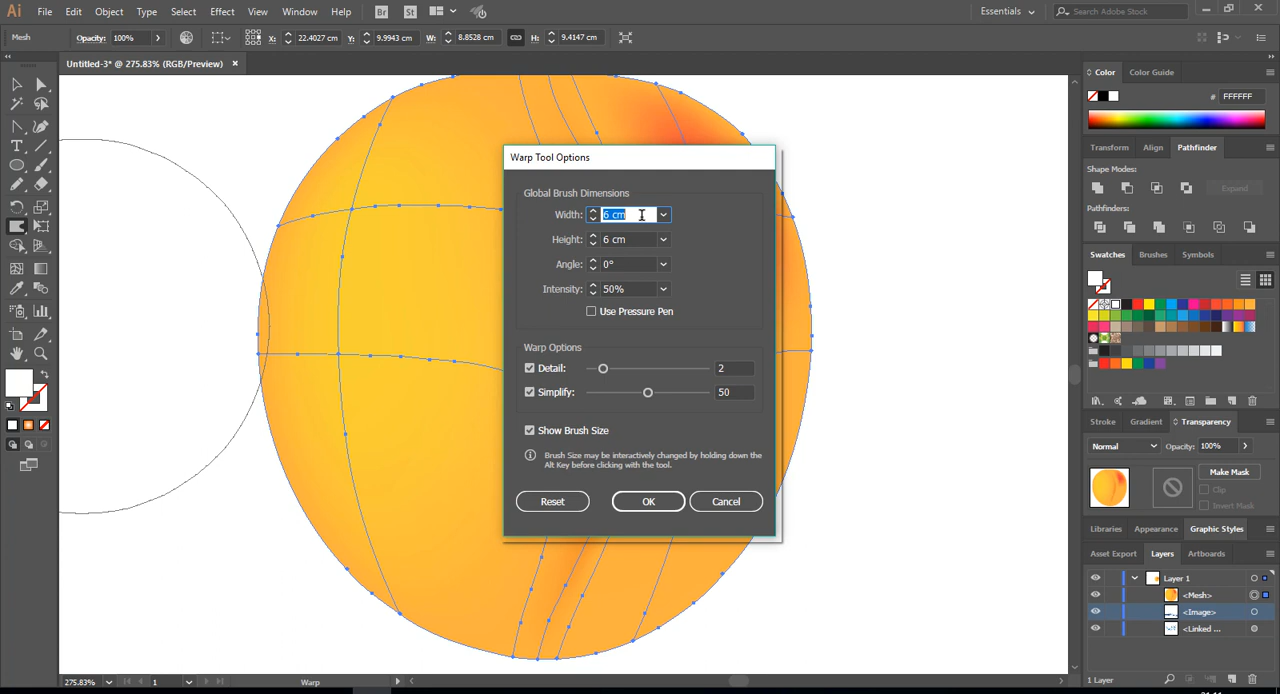 Ai File Edit Object Type Select Effect View Window Help Br St Essentials Search Adobe Stock
Mesh Opacity: 100% X: 22.4027 cm Y: 9.9943 cm W: 8.8528 cm H: 9.4147 cm
Untitled-3* @ 275.83% (RGB/Preview)
Warp Tool Options
Global Brush Dimensions
Width: 6 cm
Height: 6 cm
Angle: 0°
Intensity: 50%
Use Pressure Pen
Warp Options
Detail: 2
Simplify: 50
Show Brush Size
Brush Size may be interactively changed by holding down the
Alt Key before clicking with the tool.
Reset OK Cancel
Color Color Guide
# FFFFFF
Transform Align Pathfinder
Shape Modes:
Expand
Pathfinders:
Swatches Brushes Symbols
Stroke Gradient Transparency
Normal Opacity: 100%
Make Mask
Clip
Invert Mask
Libraries Appearance Graphic Styles
Asset Export Layers Artboards
Layer 1
<Mesh>
<Image>
<Linked ...
1 Layer
275.83% 1 Warp